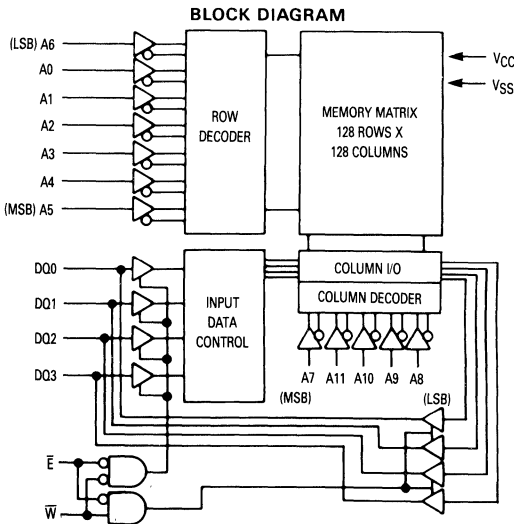 BLOCK DIAGRAM
(LSB) A6
A0
A1
A2
A3
A4
(MSB) A5
ROW
DECODER
MEMORY MATRIX
128 ROWS X
128 COLUMNS
VCC
VSS
DQ0
DQ1
DQ2
DQ3
INPUT
DATA
CONTROL
COLUMN I/O
COLUMN DECODER
A7 A11 A10 A9 A8
(MSB) (LSB)
E̅
W̅